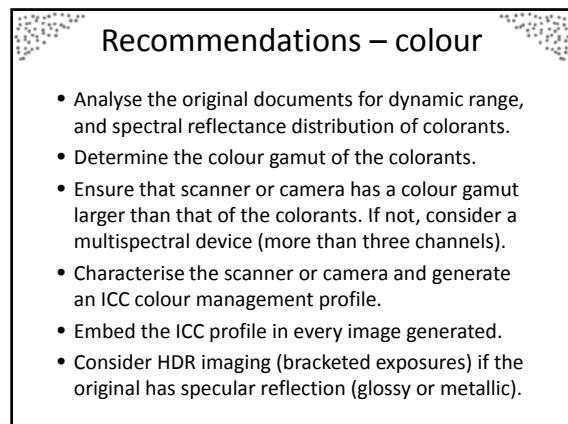 Recommendations – colour
• Analyse the original documents for dynamic range,
and spectral reflectance distribution of colorants.
• Determine the colour gamut of the colorants.
• Ensure that scanner or camera has a colour gamut
larger than that of the colorants. If not, consider a
multispectral device (more than three channels).
• Characterise the scanner or camera and generate
an ICC colour management profile.
• Embed the ICC profile in every image generated.
• Consider HDR imaging (bracketed exposures) if the
original has specular reflection (glossy or metallic).